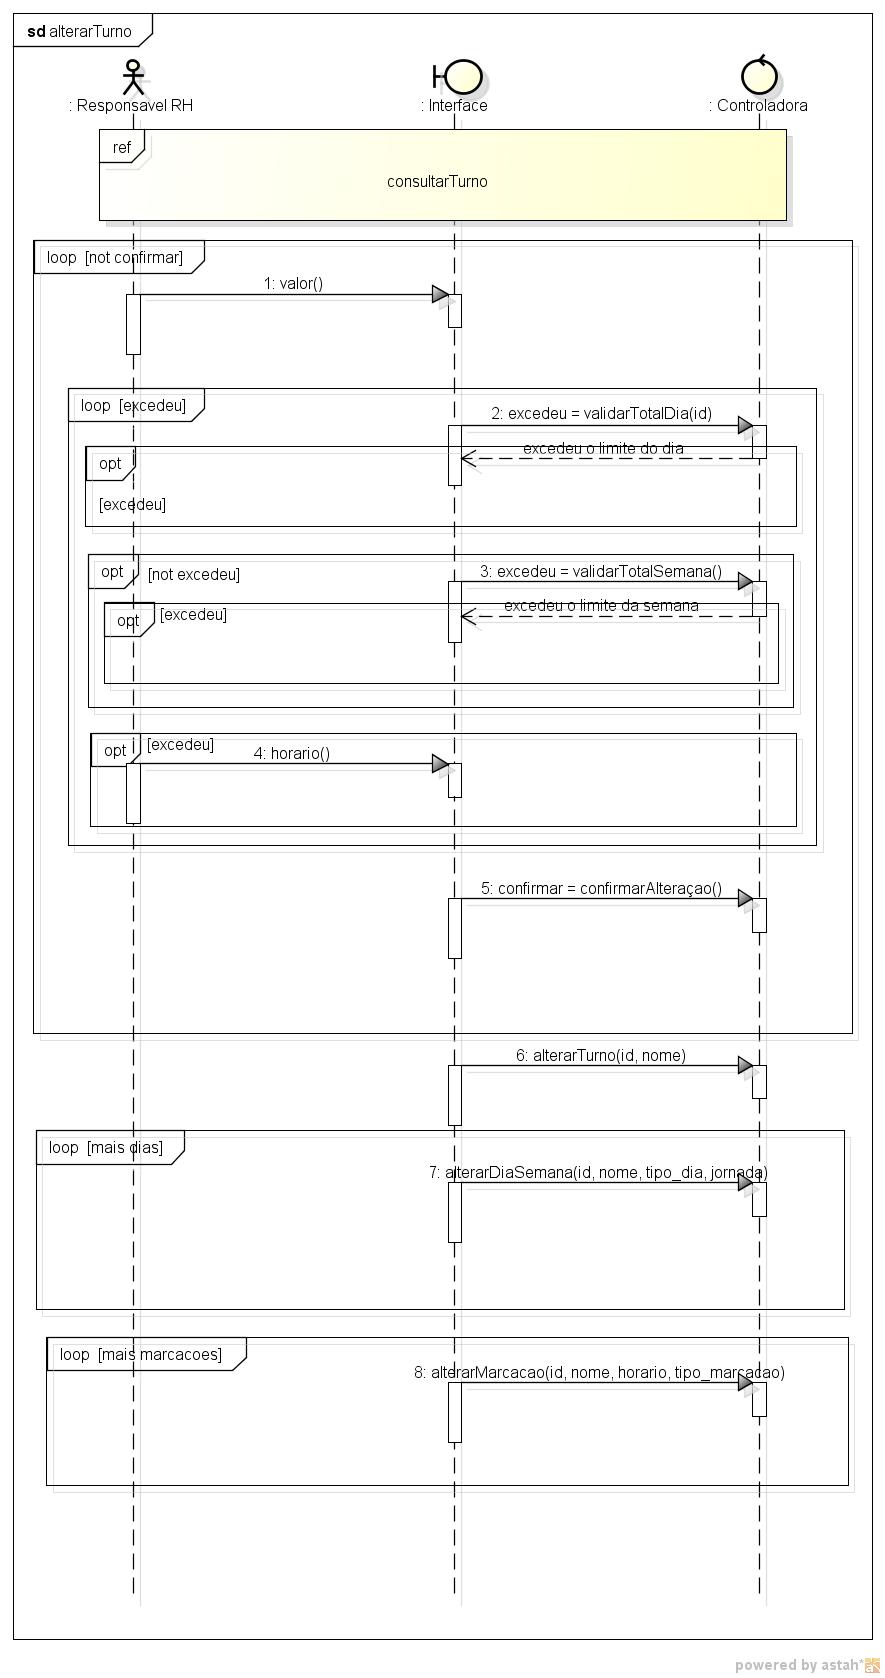 sd alterarTurno
: Responsavel RH
: Interface
: Controladora
ref
consultarTurno
loop [not confirmar]
1: valor()
loop [excedeu]
2: excedeu = validarTotalDia(id)
excedeu o limite do dia
opt
[excedeu]
opt [not excedeu]
3: excedeu = validarTotalSemana()
excedeu o limite da semana
opt [excedeu]
opt [excedeu]
4: horario()
5: confirmar = confirmarAlteraçao()
6: alterarTurno(id, nome)
loop [mais dias]
7: alterarDiaSemana(id, nome, tipo_dia, jornada)
loop [mais marcacoes]
8: alterarMarcacao(id, nome, horario, tipo_marcacao)
powered by astah*